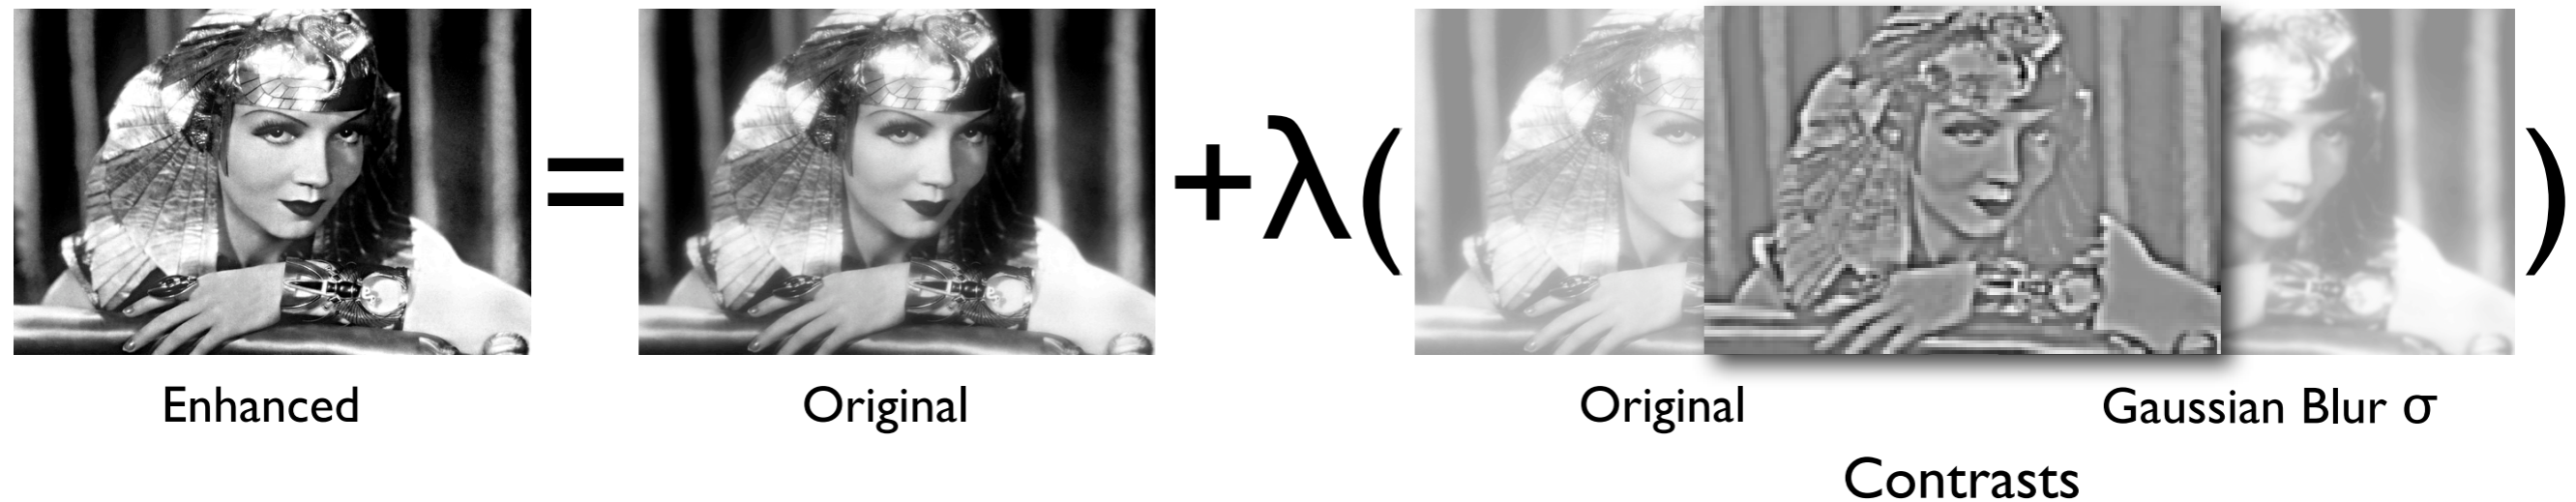 = +λ( )
Enhanced Original Original Gaussian Blur σ
Contrasts